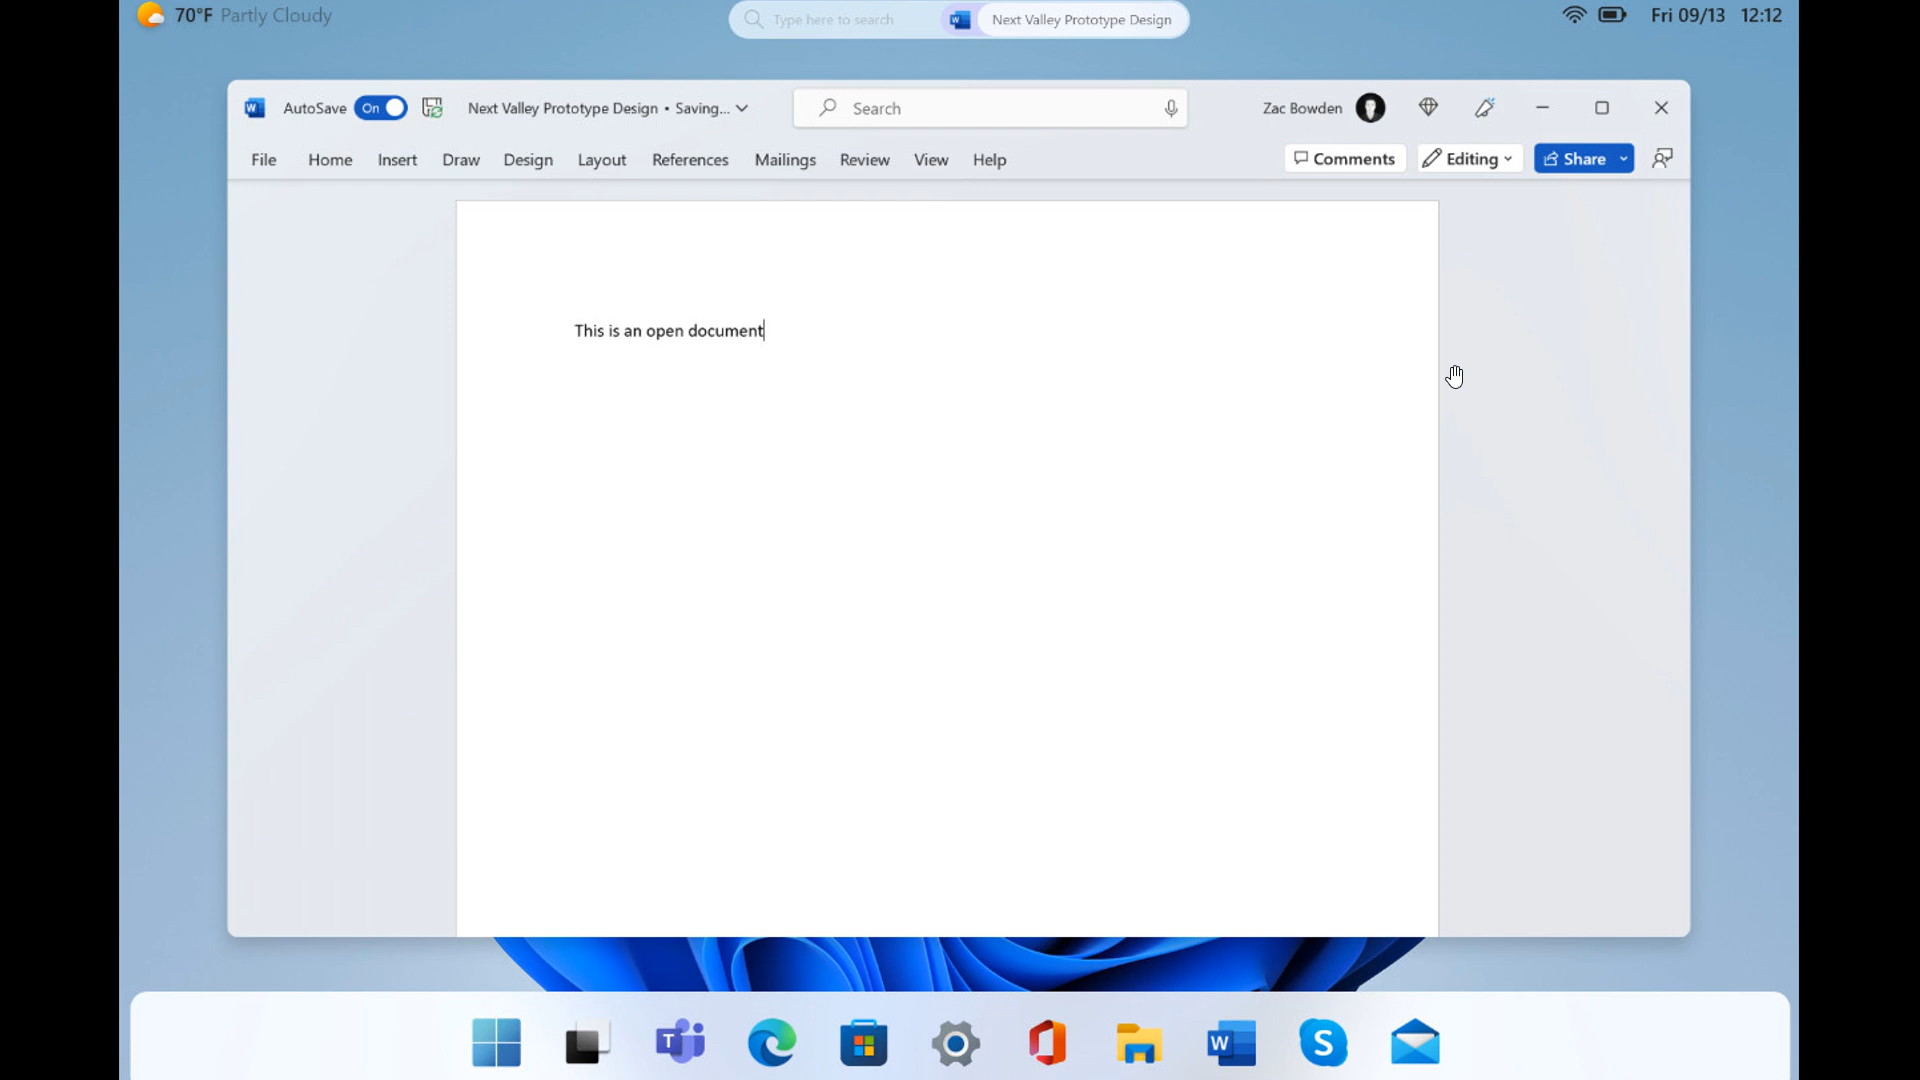 70°F Partly Cloudy
Type here to search
Next Valley Prototype Design
Fri 09/13 12:12
AutoSave On
Next Valley Prototype Design • Saving...
Search
Zac Bowden
File Home Insert Draw Design Layout References Mailings Review View Help
Comments Editing Share
This is an open document